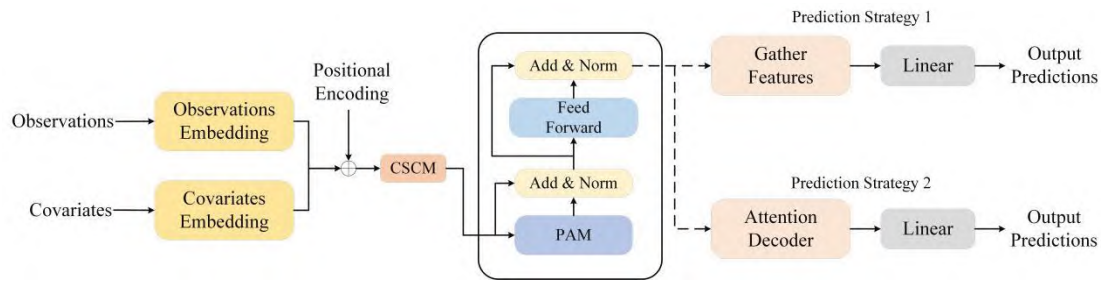 Observations
Observations
Embedding
Covariates
Covariates
Embedding
Positional
Encoding
CSCM
Add & Norm
Feed
Forward
Add & Norm
PAM
Prediction Strategy 1
Gather
Features
Linear
Output
Predictions
Prediction Strategy 2
Attention
Decoder
Linear
Output
Predictions